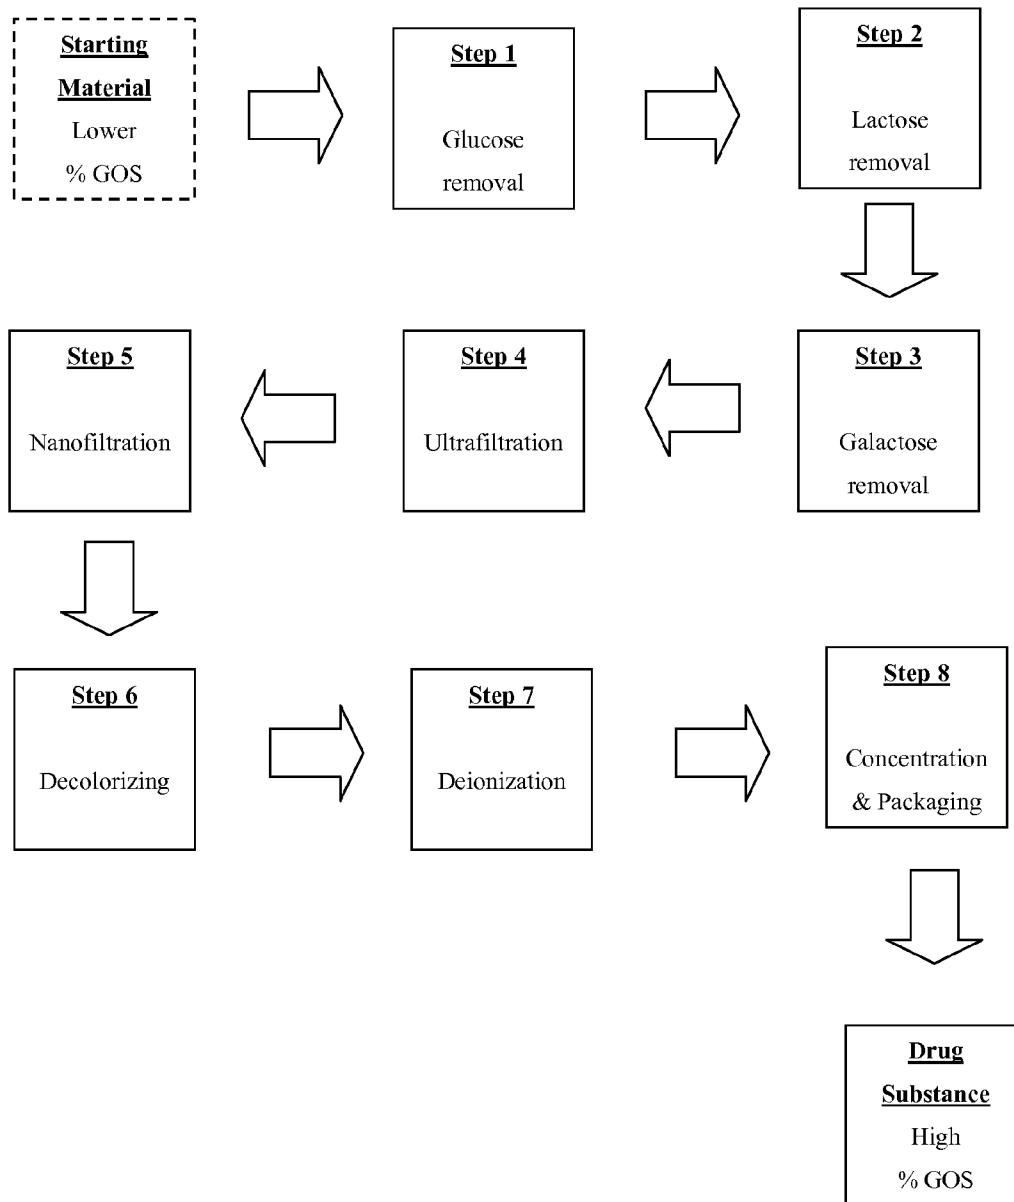 Starting
Material
Lower
% GOS
Step 1
Glucose
removal
Step 2
Lactose
removal
Step 3
Galactose
removal
Step 4
Ultrafiltration
Step 5
Nanofiltration
Step 6
Decolorizing
Step 7
Deionization
Step 8
Concentration
& Packaging
Drug
Substance
High
% GOS